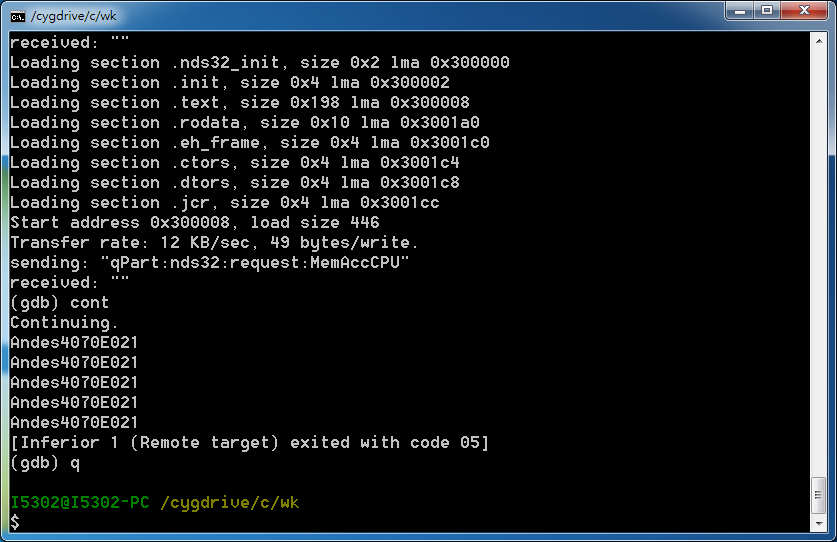 /cygdrive/c/wk
received: ""
Loading section .nds32_init, size 0x2 lma 0x300000
Loading section .init, size 0x4 lma 0x300002
Loading section .text, size 0x198 lma 0x300008
Loading section .rodata, size 0x10 lma 0x3001a0
Loading section .eh_frame, size 0x4 lma 0x3001c0
Loading section .ctors, size 0x4 lma 0x3001c4
Loading section .dtors, size 0x4 lma 0x3001c8
Loading section .jcr, size 0x4 lma 0x3001cc
Start address 0x300008, load size 446
Transfer rate: 12 KB/sec, 49 bytes/write.
sending: "qPart:nds32:request:MemAccCPU"
received: ""
(gdb) cont
Continuing.
Andes4070E021
Andes4070E021
Andes4070E021
Andes4070E021
Andes4070E021
[Inferior 1 (Remote target) exited with code 05]
(gdb) q
I5302@I5302-PC /cygdrive/c/wk
$